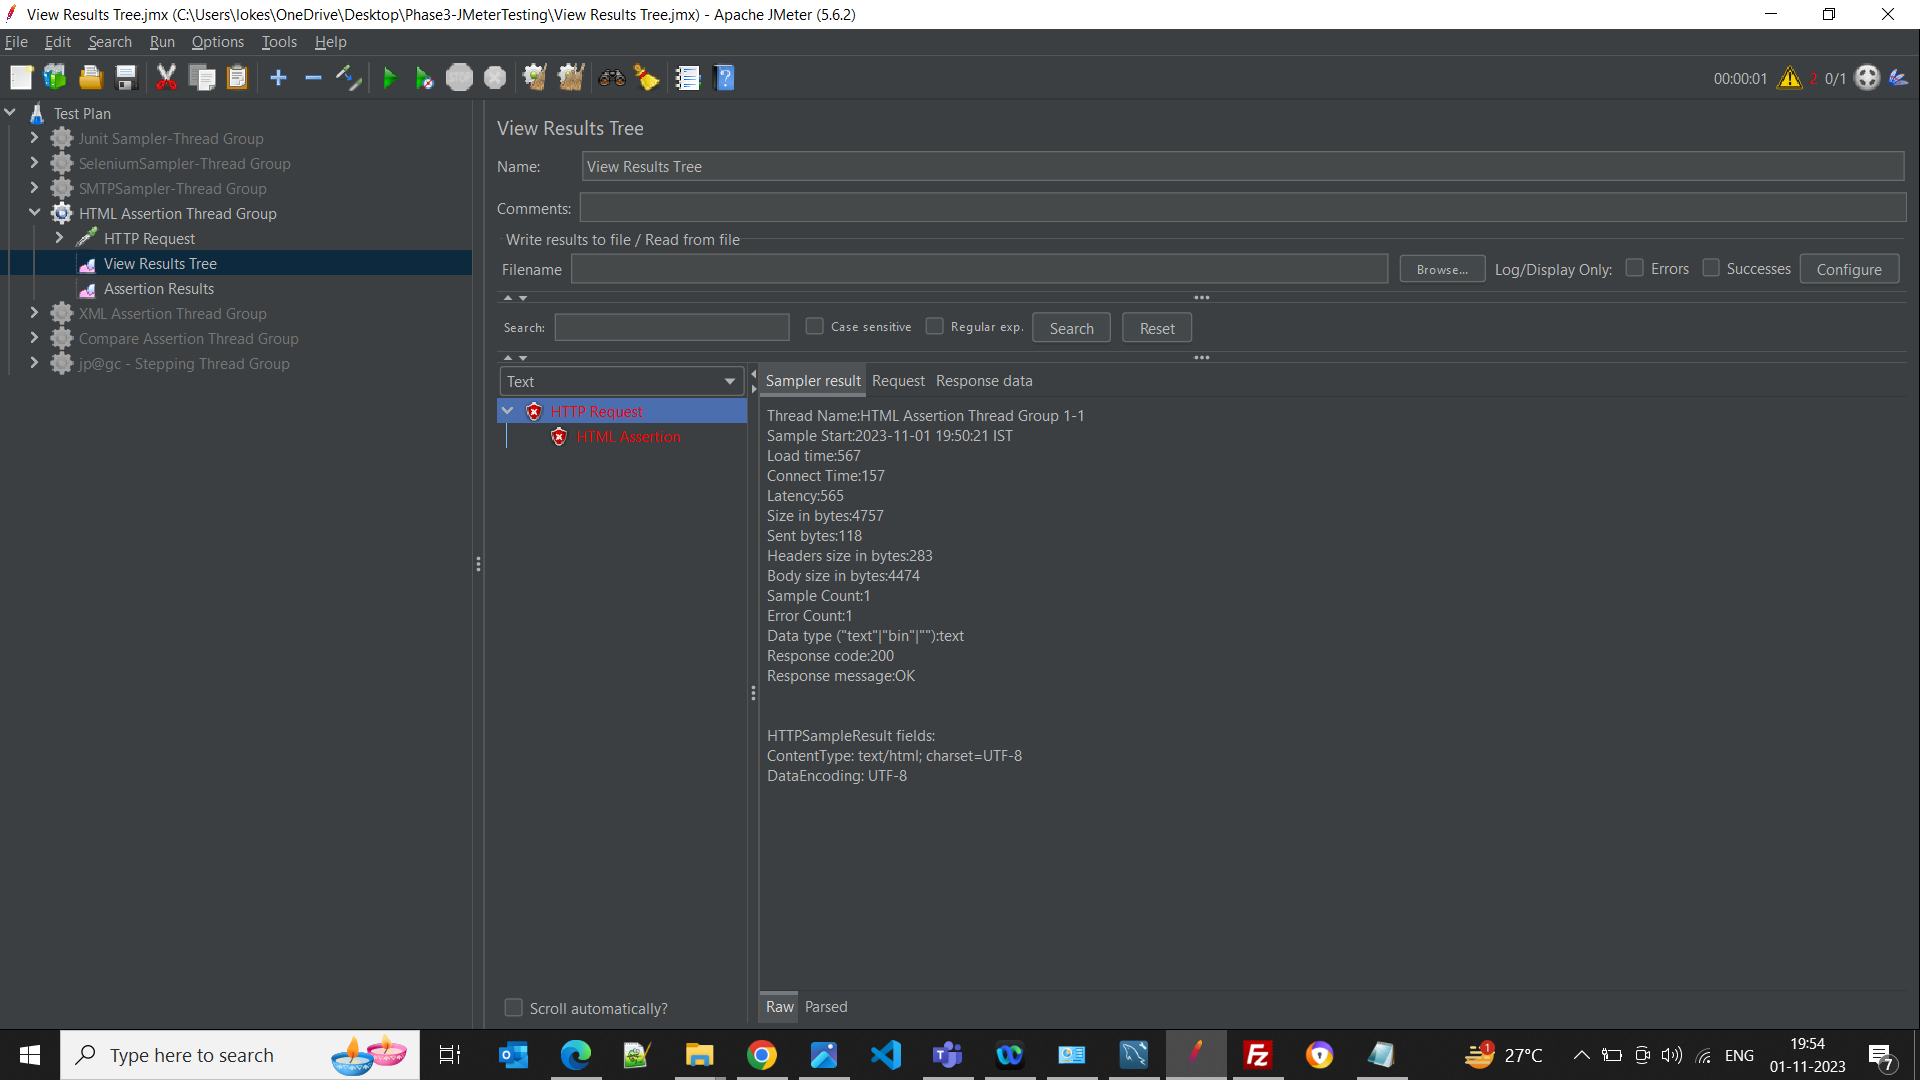 View Results Tree.jmx (C:\Users\lokes\OneDrive\Desktop\Phase3-JMeterTesting\View Results Tree.jmx) - Apache JMeter (5.6.2)
File Edit Search Run Options Tools Help
STOP
00:00:01 2 0/1
Test Plan
Junit Sampler-Thread Group
SeleniumSampler-Thread Group
SMTPSampler-Thread Group
HTML Assertion Thread Group
HTTP Request
View Results Tree
Assertion Results
XML Assertion Thread Group
Compare Assertion Thread Group
jp@gc - Stepping Thread Group
View Results Tree
Name: View Results Tree
Comments:
Write results to file / Read from file
Filename Browse... Log/Display Only: Errors Successes Configure
Search: Case sensitive Regular exp. Search Reset
Text
HTTP Request
HTML Assertion
Scroll automatically?
Sampler result Request Response data
Thread Name:HTML Assertion Thread Group 1-1
Sample Start:2023-11-01 19:50:21 IST
Load time:567
Connect Time:157
Latency:565
Size in bytes:4757
Sent bytes:118
Headers size in bytes:283
Body size in bytes:4474
Sample Count:1
Error Count:1
Data type ("text"|"bin"|""):text
Response code:200
Response message:OK
HTTPSampleResult fields:
ContentType: text/html; charset=UTF-8
DataEncoding: UTF-8
Raw Parsed
Type here to search
1 27°C ENG
19:54
01-11-2023
7